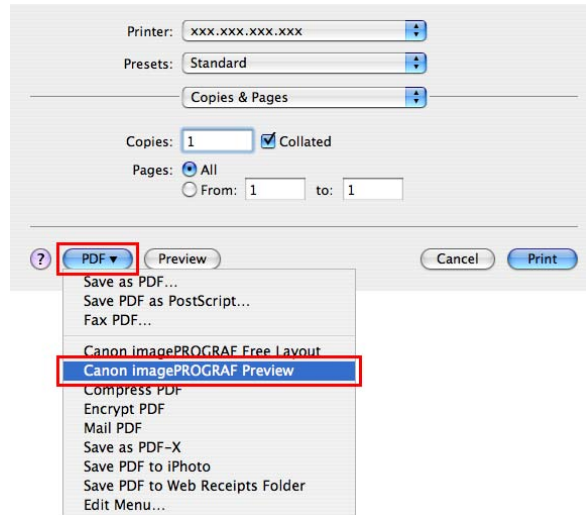 Printer: xxx.xxx.xxx.xxx
Presets: Standard
Copies & Pages
Copies: 1 Collated
Pages: All
From: 1 to: 1
? PDF▼ Preview Cancel Print
Save as PDF...
Save PDF as PostScript...
Fax PDF...
Canon imagePROGRAF Free Layout
Canon imagePROGRAF Preview
Compress PDF
Encrypt PDF
Mail PDF
Save as PDF-X
Save PDF to iPhoto
Save PDF to Web Receipts Folder
Edit Menu...